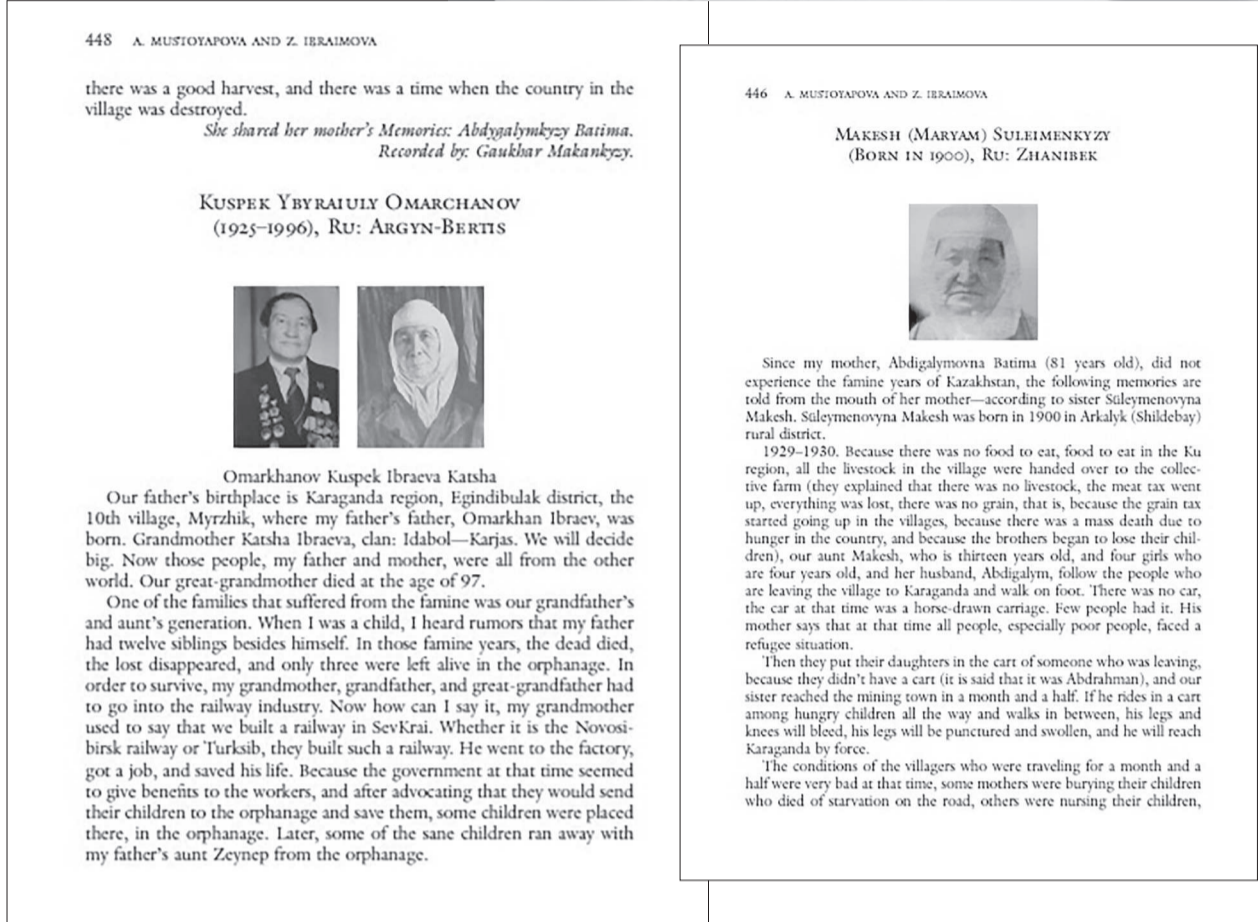 448 A. MUSTOYAPOVA AND Z. IBRAIMOVA
there was a good harvest, and there was a time when the country in the
village was destroyed.
She shared her mother's Memories: Abdygalymkyzy Batima.
Recorded by: Gaukhar Makankyzy.
KUSPEK YBYRAIULY OMARCHANOV
(1925–1996), RU: ARGYN-BERTIS
Omarkhanov Kuspek Ibraeva Katsha
Our father's birthplace is Karaganda region, Egindibulak district, the
10th village, Myrzhik, where my father's father, Omarkhan Ibraev, was
born. Grandmother Katsha Ibraeva, clan: Idabol—Karjas. We will decide
big. Now those people, my father and mother, were all from the other
world. Our great-grandmother died at the age of 97.
One of the families that suffered from the famine was our grandfather's
and aunt's generation. When I was a child, I heard rumors that my father
had twelve siblings besides himself. In those famine years, the dead died,
the lost disappeared, and only three were left alive in the orphanage. In
order to survive, my grandmother, grandfather, and great-grandfather had
to go into the railway industry. Now how can I say it, my grandmother
used to say that we built a railway in SevKrai. Whether it is the Novosi-
birsk railway or Turksib, they built such a railway. He went to the factory,
got a job, and saved his life. Because the government at that time seemed
to give benefits to the workers, and after advocating that they would send
their children to the orphanage and save them, some children were placed
there, in the orphanage. Later, some of the sane children ran away with
my father's aunt Zeynep from the orphanage.
446 A. MUSTOYAPOVA AND Z. IBRAIMOVA
MAKESH (MARYAM) SULEIMENKYZY
(BORN IN 1900), RU: ZHANIBEK
Since my mother, Abdigalymovna Batima (81 years old), did not
experience the famine years of Kazakhstan, the following memories are
told from the mouth of her mother—according to sister Süleymenovyna
Makesh. Süleymenovyna Makesh was born in 1900 in Arkalyk (Shildebay)
rural district.
1929–1930. Because there was no food to eat, food to eat in the Ku
region, all the livestock in the village were handed over to the collec-
tive farm (they explained that there was no livestock, the meat tax went
up, everything was lost, there was no grain, that is, because the grain tax
started going up in the villages, because there was a mass death due to
hunger in the country, and because the brothers began to lose their chil-
dren), our aunt Makesh, who is thirteen years old, and four girls who
are four years old, and her husband, Abdigalym, follow the people who
are leaving the village to Karaganda and walk on foot. There was no car,
the car at that time was a horse-drawn carriage. Few people had it. His
mother says that at that time all people, especially poor people, faced a
refugee situation.
Then they put their daughters in the cart of someone who was leaving,
because they didn't have a cart (it is said that it was Abdrahman), and our
sister reached the mining town in a month and a half. If he rides in a cart
among hungry children all the way and walks in between, his legs and
knees will bleed, his legs will be punctured and swollen, and he will reach
Karaganda by force.
The conditions of the villagers who were traveling for a month and a
half were very bad at that time, some mothers were burying their children
who died of starvation on the road, others were nursing their children,